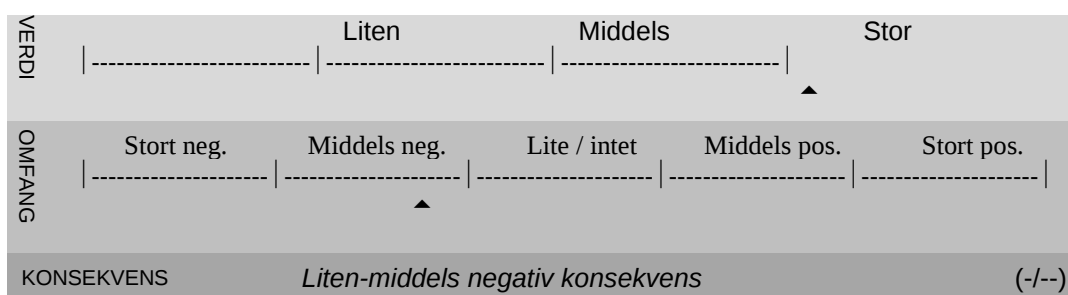 VERDI
Liten Middels Stor
|--------------------------|--------------------------|--------------------------|
OMFANG
Stort neg. Middels neg. Lite / intet Middels pos. Stort pos.
|---------------------|---------------------|---------------------|---------------------|---------------------|
KONSEKVENS Liten-middels negativ konsekvens (-/--)